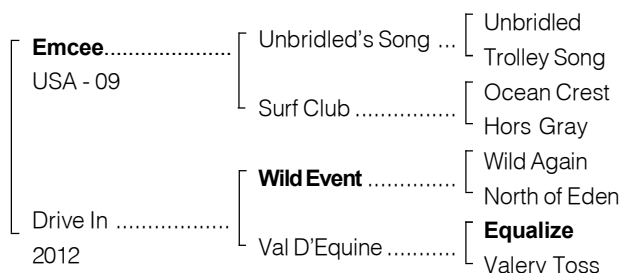 Emcee.....................
USA - 09
Drive In ..................
2012
Unbridled's Song ...
Surf Club ...............
Wild Event ..............
Val D'Equine ...........
Unbridled
Trolley Song
Ocean Crest
Hors Gray
Wild Again
North of Eden
Equalize
Valery Toss